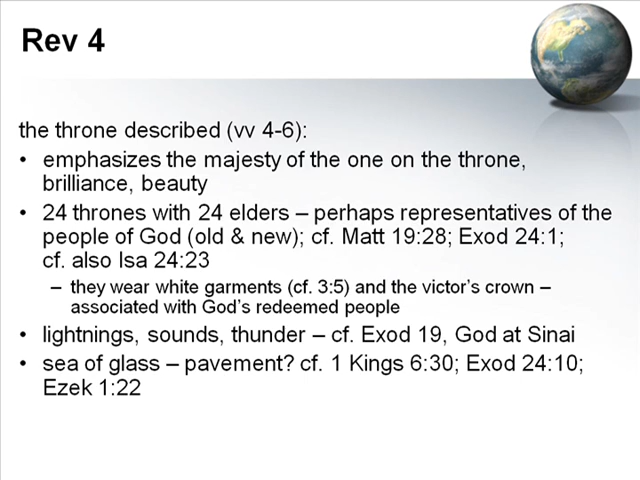 Rev 4
the throne described (vv 4-6):
• emphasizes the majesty of the one on the throne,
brilliance, beauty
• 24 thrones with 24 elders – perhaps representatives of the
people of God (old & new); cf. Matt 19:28; Exod 24:1;
cf. also Isa 24:23
– they wear white garments (cf. 3:5) and the victor's crown –
associated with God's redeemed people
• lightnings, sounds, thunder – cf. Exod 19, God at Sinai
• sea of glass – pavement? cf. 1 Kings 6:30; Exod 24:10;
Ezek 1:22